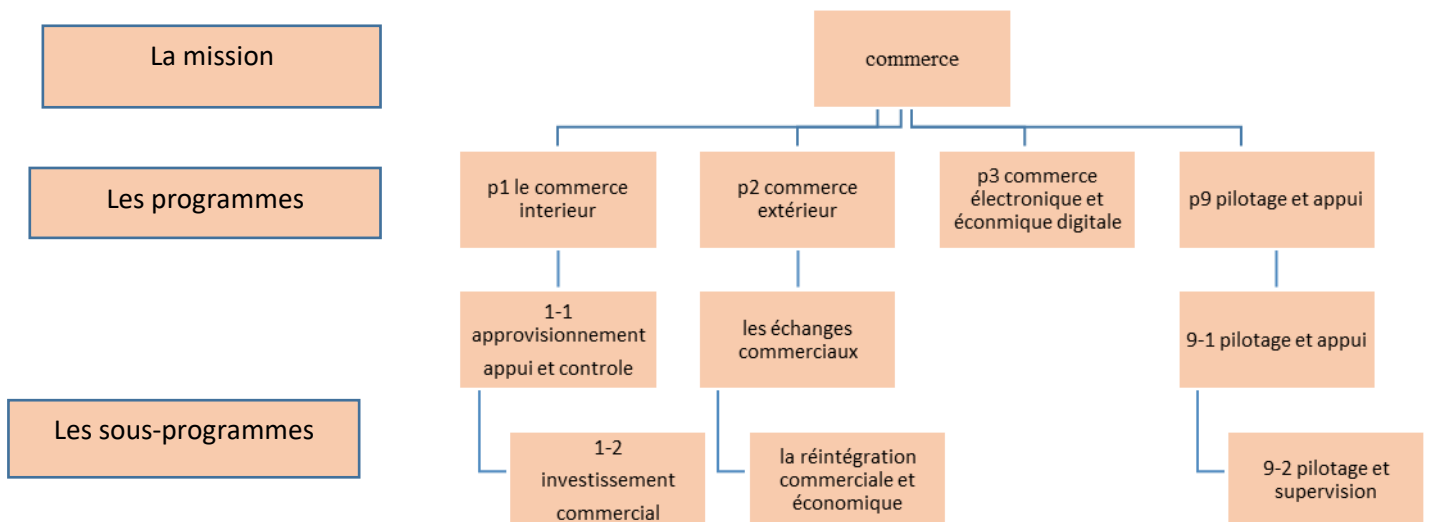 La mission
commerce
Les programmes
p1 le commerce
interieur
p2 commerce
extérieur
p3 commerce
électronique et
éconmique digitale
p9 pilotage et appui
1-1
approvisionnement
appui et controle
les échanges
commerciaux
9-1 pilotage et appui
Les sous-programmes
1-2
investissement
commercial
la réintégration
commerciale et
économique
9-2 pilotage et
supervision